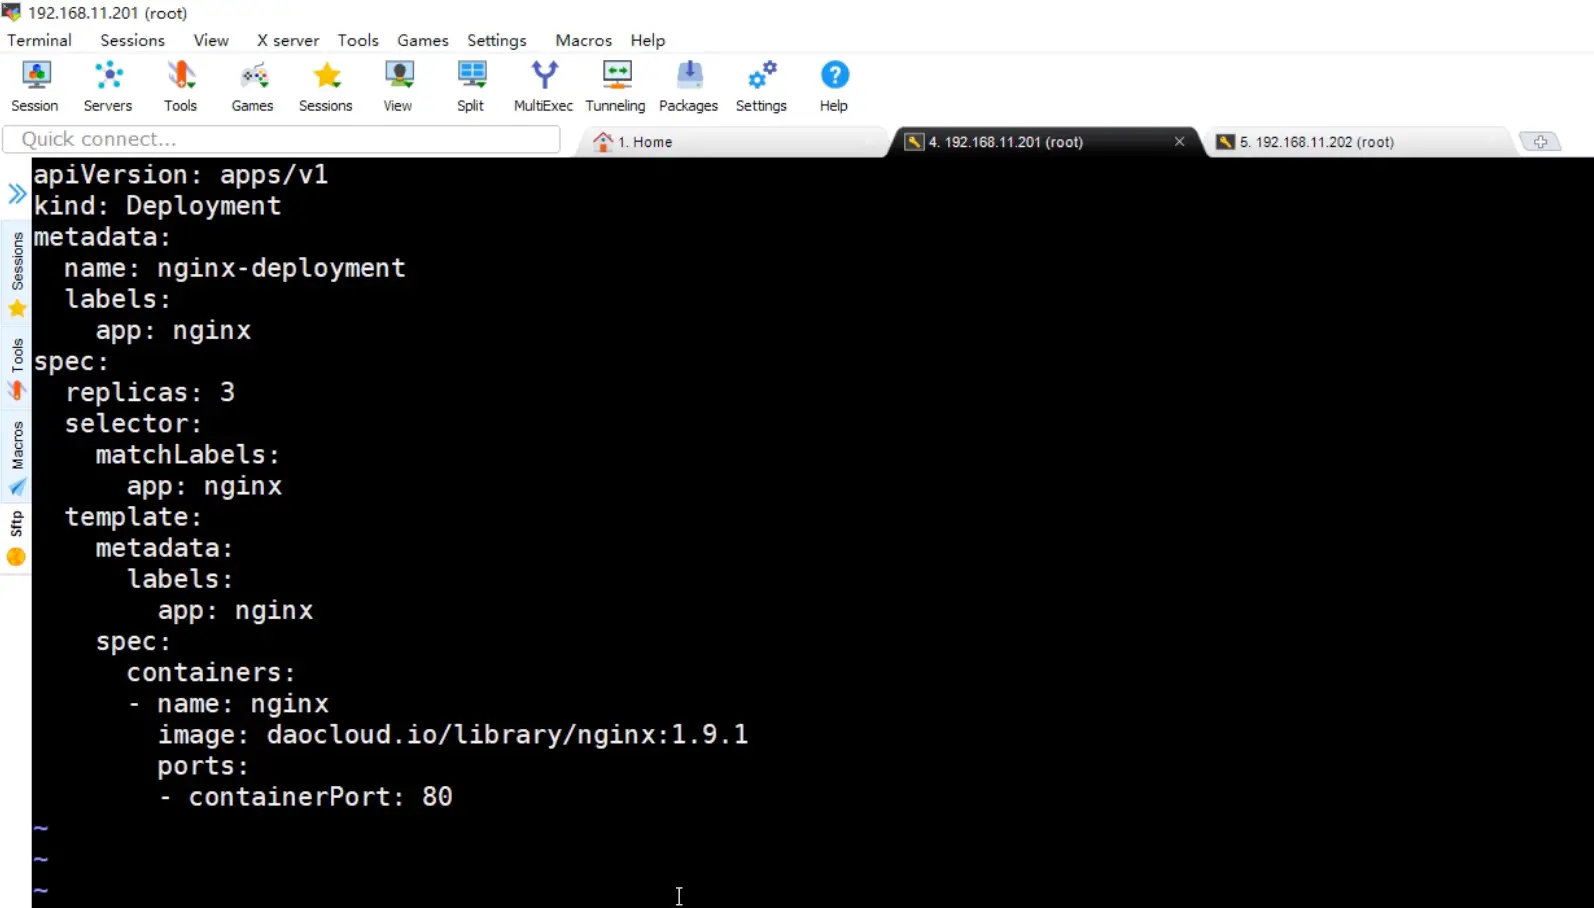 192.168.11.201 (root)
Terminal Sessions View X server Tools Games Settings Macros Help
Session Servers Tools Games Sessions View Split MultiExec Tunneling Packages Settings Help
Quick connect...
1. Home
4. 192.168.11.201 (root)
5. 192.168.11.202 (root)
Sessions
Tools
Macros
Sftp
apiVersion: apps/v1
kind: Deployment
metadata:
  name: nginx-deployment
  labels:
    app: nginx
spec:
  replicas: 3
  selector:
    matchLabels:
      app: nginx
  template:
    metadata:
      labels:
        app: nginx
    spec:
      containers:
      - name: nginx
        image: daocloud.io/library/nginx:1.9.1
        ports:
        - containerPort: 80
~
~
~